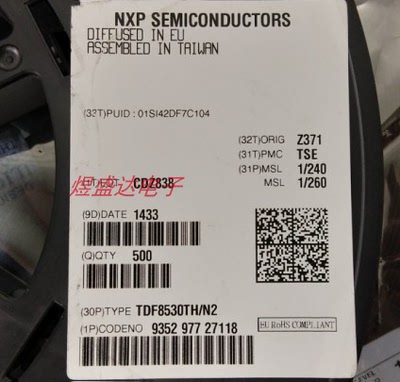 NXP SEMICONDUCTORS
DIFFUSED IN EU
ASSEMBLED IN TAIWAN
(33T)PUID : 01SI42DF7C104
(32T)ORIG Z371
(31T)PMC TSE
(31P)MSL 1/240
MSL 1/260
CDZ838
煜盛达电子
(9D)DATE 1433
(Q)QTY 500
(30P)TYPE TDF8530TH/N2
(1P)CODENO 9352 977 27118
EU RoHS COMPLIANT